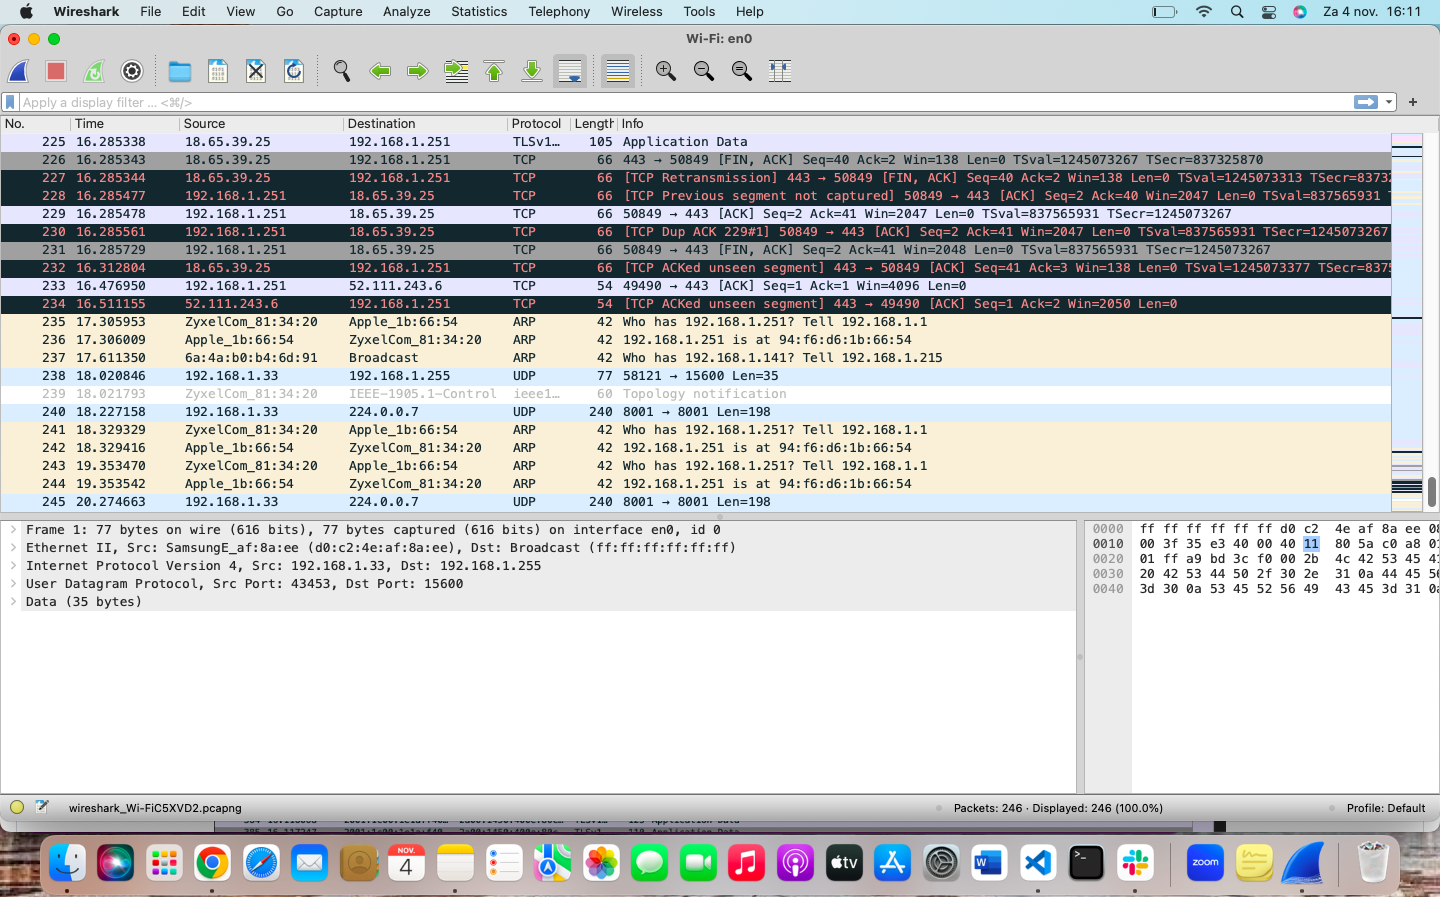 Wireshark File Edit View Go Capture Analyze Statistics Telephony Wireless Tools Help Za 4 nov. 16:11
Wi-Fi: en0
Apply a display filter ... <⌘/>
No. Time Source Destination Protocol Length Info
225 16.285338 18.65.39.25 192.168.1.251 TLSv1… 105 Application Data
226 16.285343 18.65.39.25 192.168.1.251 TCP 66 443 → 50849 [FIN, ACK] Seq=40 Ack=2 Win=138 Len=0 TSval=1245073267 TSecr=837325870
227 16.285344 18.65.39.25 192.168.1.251 TCP 66 [TCP Retransmission] 443 → 50849 [FIN, ACK] Seq=40 Ack=2 Win=138 Len=0 TSval=1245073313 TSecr=8373
228 16.285477 192.168.1.251 18.65.39.25 TCP 66 [TCP Previous segment not captured] 50849 → 443 [ACK] Seq=2 Ack=40 Win=2047 Len=0 TSval=837565931
229 16.285478 192.168.1.251 18.65.39.25 TCP 66 50849 → 443 [ACK] Seq=2 Ack=41 Win=2047 Len=0 TSval=837565931 TSecr=1245073267
230 16.285561 192.168.1.251 18.65.39.25 TCP 66 [TCP Dup ACK 229#1] 50849 → 443 [ACK] Seq=2 Ack=41 Win=2047 Len=0 TSval=837565931 TSecr=1245073267
231 16.285729 192.168.1.251 18.65.39.25 TCP 66 50849 → 443 [FIN, ACK] Seq=2 Ack=41 Win=2048 Len=0 TSval=837565931 TSecr=1245073267
232 16.312804 18.65.39.25 192.168.1.251 TCP 66 [TCP ACKed unseen segment] 443 → 50849 [ACK] Seq=41 Ack=3 Win=138 Len=0 TSval=1245073377 TSecr=837
233 16.476950 192.168.1.251 52.111.243.6 TCP 54 49490 → 443 [ACK] Seq=1 Ack=1 Win=4096 Len=0
234 16.511155 52.111.243.6 192.168.1.251 TCP 54 [TCP ACKed unseen segment] 443 → 49490 [ACK] Seq=1 Ack=2 Win=2050 Len=0
235 17.305953 ZyxelCom_81:34:20 Apple_1b:66:54 ARP 42 Who has 192.168.1.251? Tell 192.168.1.1
236 17.306009 Apple_1b:66:54 ZyxelCom_81:34:20 ARP 42 192.168.1.251 is at 94:f6:d6:1b:66:54
237 17.611350 6a:4a:b0:b4:6d:91 Broadcast ARP 42 Who has 192.168.1.141? Tell 192.168.1.215
238 18.020846 192.168.1.33 192.168.1.255 UDP 77 58121 → 15600 Len=35
239 18.021793 ZyxelCom_81:34:20 IEEE-1905.1-Control ieee1… 60 Topology notification
240 18.227158 192.168.1.33 224.0.0.7 UDP 240 8001 → 8001 Len=198
241 18.329329 ZyxelCom_81:34:20 Apple_1b:66:54 ARP 42 Who has 192.168.1.251? Tell 192.168.1.1
242 18.329416 Apple_1b:66:54 ZyxelCom_81:34:20 ARP 42 192.168.1.251 is at 94:f6:d6:1b:66:54
243 19.353470 ZyxelCom_81:34:20 Apple_1b:66:54 ARP 42 Who has 192.168.1.251? Tell 192.168.1.1
244 19.353542 Apple_1b:66:54 ZyxelCom_81:34:20 ARP 42 192.168.1.251 is at 94:f6:d6:1b:66:54
245 20.274663 192.168.1.33 224.0.0.7 UDP 240 8001 → 8001 Len=198
Frame 1: 77 bytes on wire (616 bits), 77 bytes captured (616 bits) on interface en0, id 0
Ethernet II, Src: SamsungE_af:8a:ee (d0:c2:4e:af:8a:ee), Dst: Broadcast (ff:ff:ff:ff:ff:ff)
Internet Protocol Version 4, Src: 192.168.1.33, Dst: 192.168.1.255
User Datagram Protocol, Src Port: 43453, Dst Port: 15600
Data (35 bytes)
0000 ff ff ff ff ff ff d0 c2 4e af 8a ee 08
0010 00 3f 35 e3 40 00 40 11 80 5a c0 a8 01
0020 01 ff a9 bd 3c f0 00 2b 4c 42 53 45 41
0030 20 42 53 44 50 2f 30 2e 31 0a 44 45 56
0040 3d 30 0a 53 45 52 56 49 43 45 3d 31 0a
wireshark_Wi-FiC5XVD2.pcapng Packets: 246 · Displayed: 246 (100.0%) Profile: Default
NOV.
4
tv
zoom